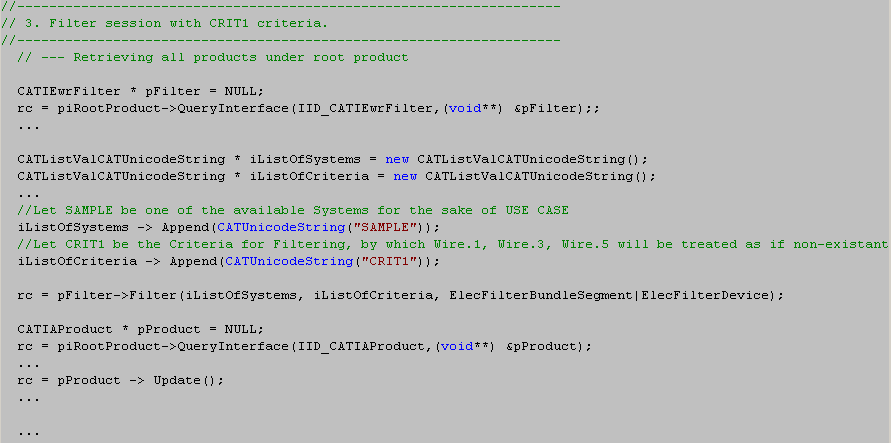 //----------------------------------------------------------------
// 3. Filter session with CRIT1 criteria.
//----------------------------------------------------------------
// --- Retrieving all products under root product
CATIEwrFilter * pFilter = NULL;
rc = piRootProduct->QueryInterface(IID_CATIEwrFilter,(void**) &pFilter);;
...
CATListValCATUnicodeString * iListOfSystems = new CATListValCATUnicodeString();
CATListValCATUnicodeString * iListOfCriteria = new CATListValCATUnicodeString();
...
//Let SAMPLE be one of the available Systems for the sake of USE CASE
iListOfSystems -> Append(CATUnicodeString("SAMPLE"));
//Let CRIT1 be the Criteria for Filtering, by which Wire.1, Wire.3, Wire.5 will be treated as if non-existant
iListOfCriteria -> Append(CATUnicodeString("CRIT1"));
rc = pFilter->Filter(iListOfSystems, iListOfCriteria, ElecFilterBundleSegment|ElecFilterDevice);
CATIAProduct * pProduct = NULL;
rc = piRootProduct->QueryInterface(IID_CATIAProduct,(void**) &pProduct);
...
rc = pProduct -> Update();
...
...